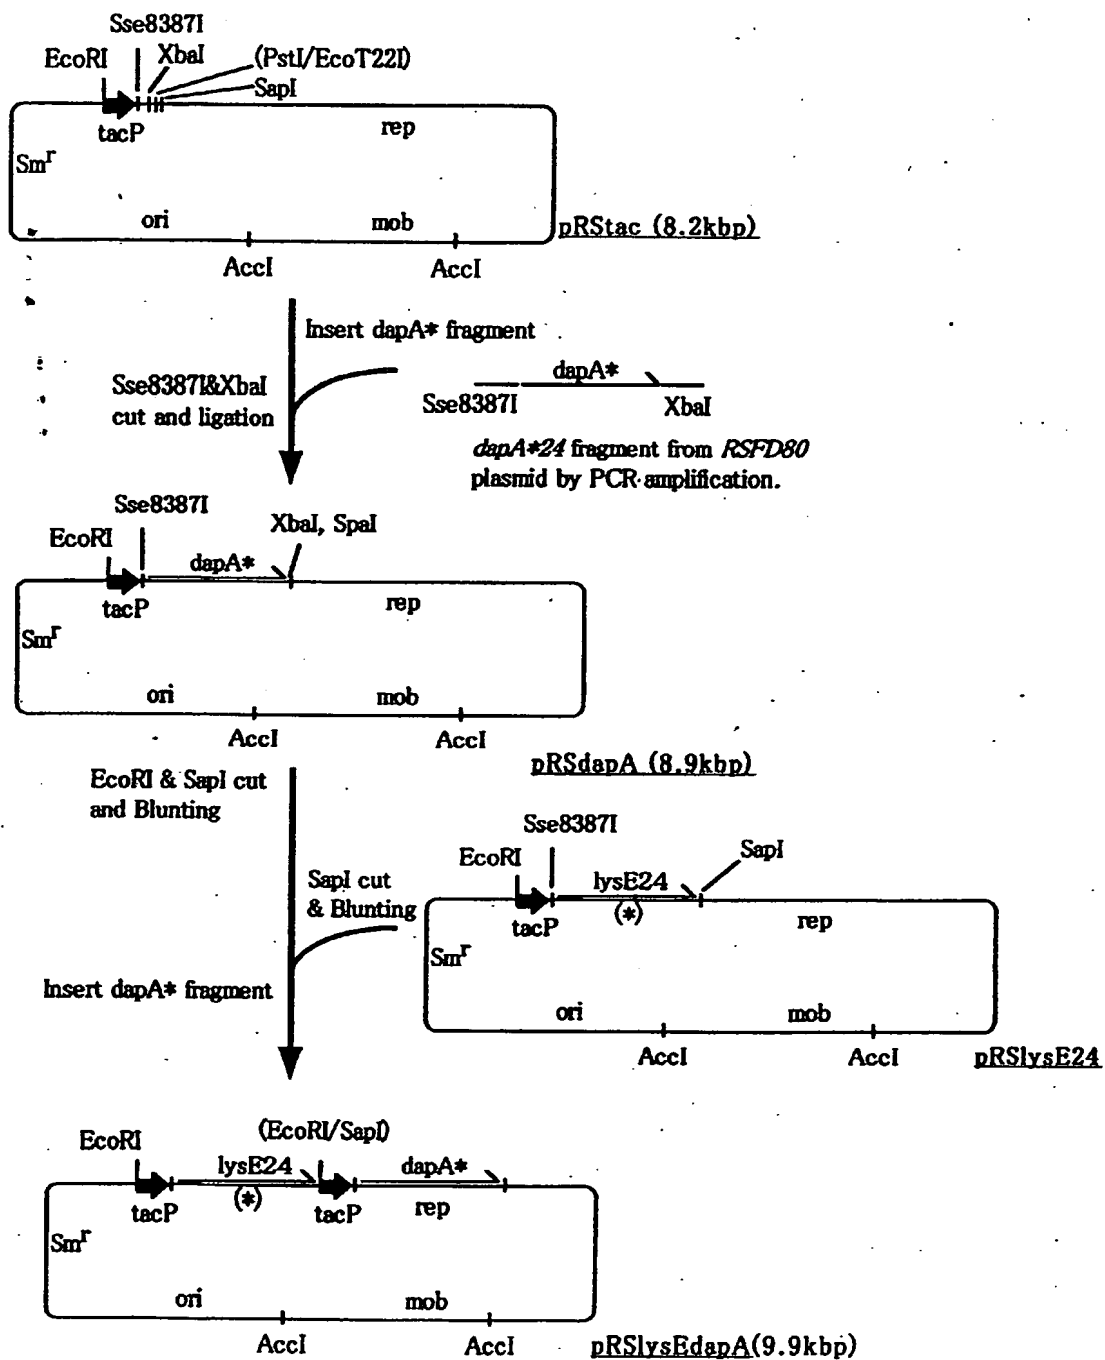 Sse8387I
EcoRI XbaI (PstI/EcoT22I)
SapI
tacP rep
Smr
ori mob
pRStac (8.2kbp)
AccI AccI
Insert dapA* fragment
Sse8387I&XbaI
cut and ligation
dapA*
Sse8387I XbaI
dapA*24 fragment from RSFD80
plasmid by PCR amplification.
Sse8387I
XbaI, SpaI
EcoRI
dapA*
tacP rep
Smr
ori mob
AccI AccI
pRSdapA (8.9kbp)
EcoRI & SapI cut
and Blunting
Sse8387I
EcoRI SapI
SapI cut
& Blunting
lysE24
(*)
tacP rep
Smr
Insert dapA* fragment
ori mob
AccI AccI
pRSlysE24
EcoRI (EcoRI/SapI)
lysE24 dapA*
(*)
tacP tacP rep
Smr
ori mob
AccI AccI
pRSlysEdapA(9.9kbp)